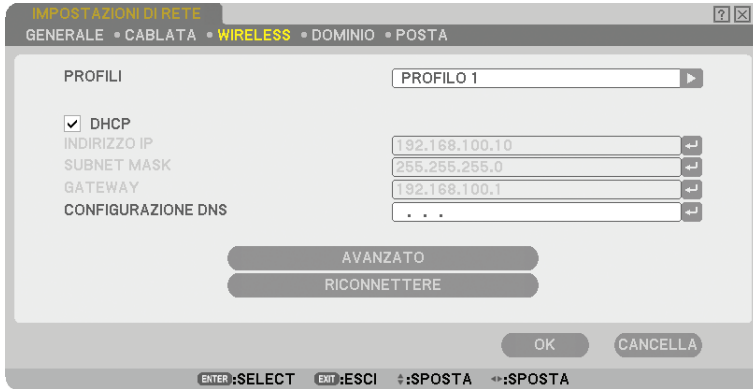 IMPOSTAZIONI DI RETE ?
GENERALE • CABLATA • WIRELESS • DOMINIO • POSTA
PROFILI PROFILO 1
DHCP
INDIRIZZO IP 192.168.100.10
SUBNET MASK 255.255.255.0
GATEWAY 192.168.100.1
CONFIGURAZIONE DNS . . .
AVANZATO
RICONNETTERE
OK CANCELLA
ENTER :SELECT EXIT :ESCI :SPOSTA :SPOSTA